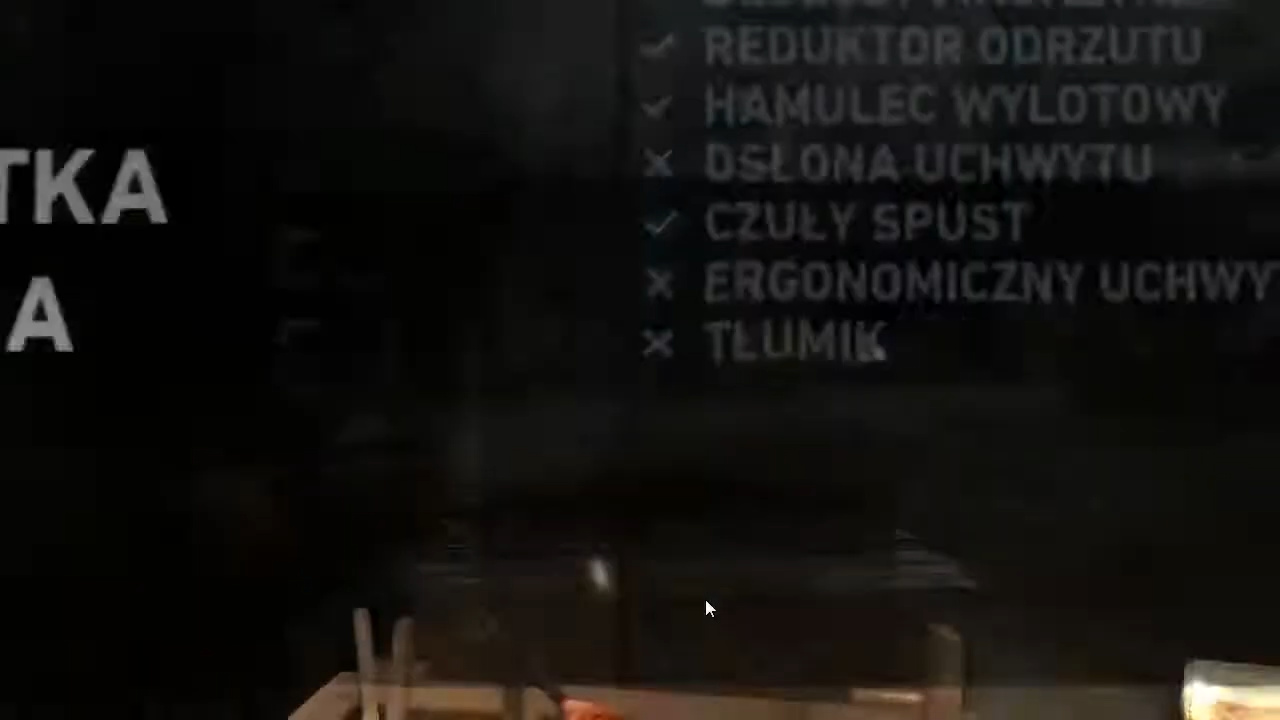 REDUKTOR ODRZUTU
HAMULEC WYLOTOWY
TKA
OSŁONA UCHWYTU
CZUŁY SPUST
ERGONOMICZNY UCHWY
A
TŁUMIK